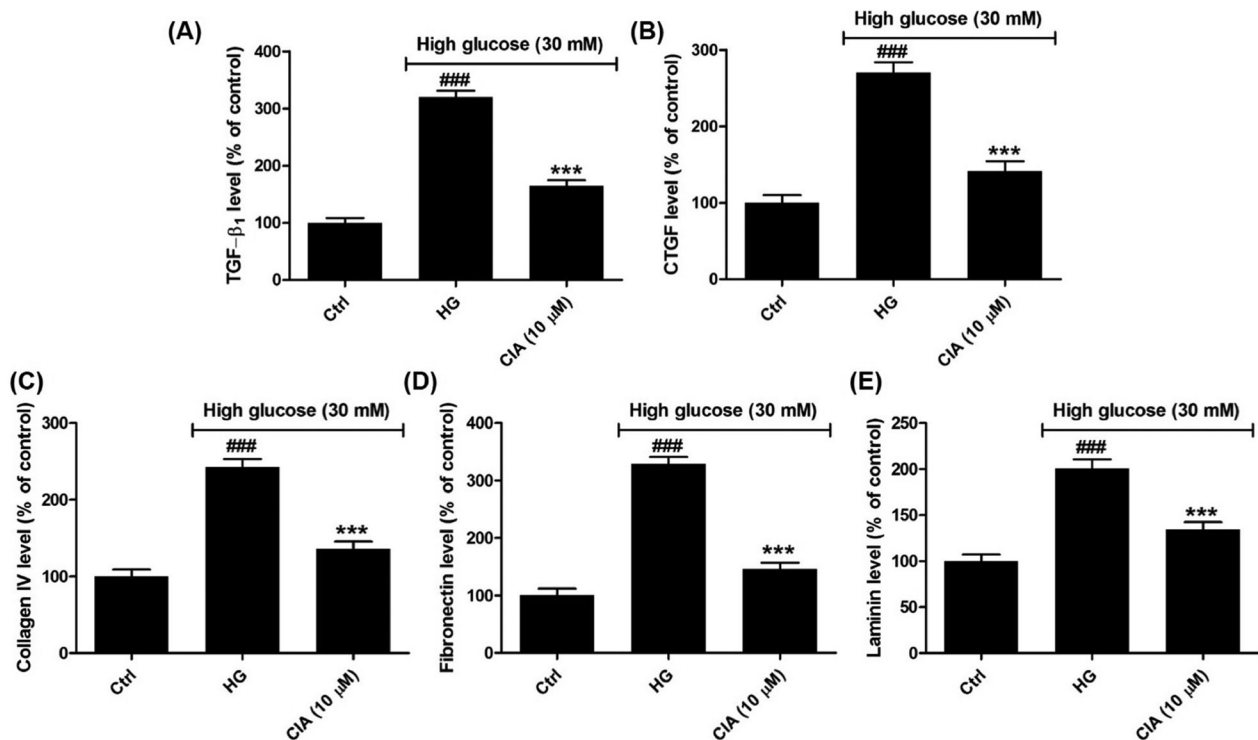 (A)
High glucose (30 mM)
TGF-β1 level (% of control)
400
300
200
100
0
###
***
Ctrl
HG
CIA (10 μM)
(B)
High glucose (30 mM)
CTGF level (% of control)
300
200
100
0
###
***
Ctrl
HG
CIA (10 μM)
(C)
High glucose (30 mM)
Collagen IV level (% of control)
300
200
100
0
###
***
Ctrl
HG
CIA (10 μM)
(D)
High glucose (30 mM)
Fibronectin level (% of control)
400
300
200
100
0
###
***
Ctrl
HG
CIA (10 μM)
(E)
High glucose (30 mM)
Laminin level (% of control)
250
200
150
100
50
0
###
***
Ctrl
HG
CIA (10 μM)